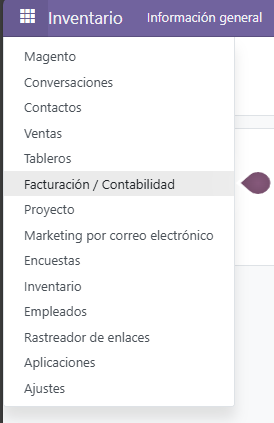 Inventario Información general
Magento
Conversaciones
Contactos
Ventas
Tableros
Facturación / Contabilidad
Proyecto
Marketing por correo electrónico
Encuestas
Inventario
Empleados
Rastreador de enlaces
Aplicaciones
Ajustes